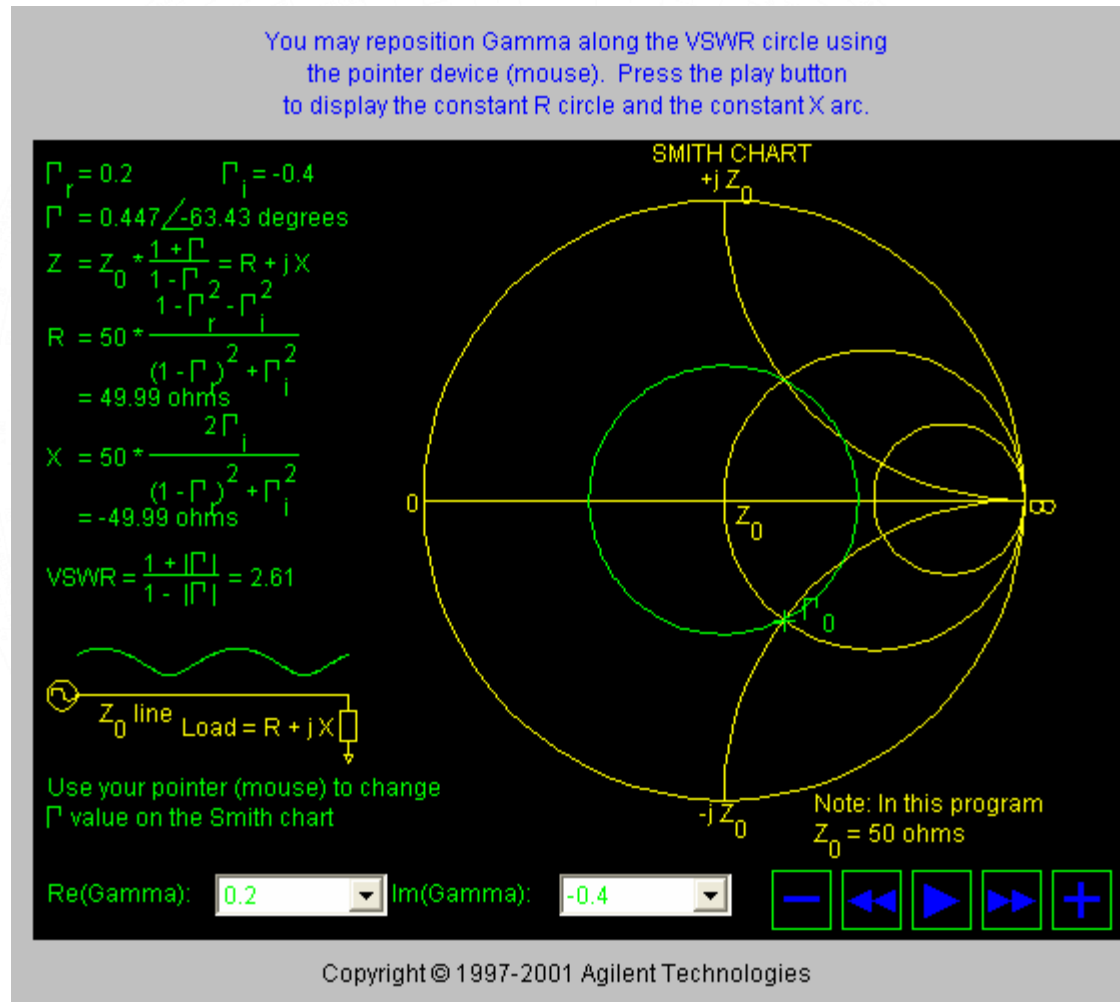 You may reposition Gamma along the VSWR circle using
the pointer device (mouse). Press the play button
to display the constant R circle and the constant X arc.
SMITH CHART
+j Z0
Γr = 0.2 Γi = -0.4
Γ = 0.447∠-63.43 degrees
Z = Z0 * (1 + Γ)/(1 - Γ) = R + j X
R = 50 * (1 - Γr² - Γi²)/((1 - Γr)² + Γi²)
= 49.99 ohms
X = 50 * 2Γi/((1 - Γr)² + Γi²)
= -49.99 ohms
VSWR = (1 + |Γ|)/(1 - |Γ|) = 2.61
0
Z0
∞
Γ0
Z0 line
Load = R + j X
Use your pointer (mouse) to change
Γ value on the Smith chart
-j Z0
Note: In this program
Z0 = 50 ohms
Re(Gamma): 0.2 Im(Gamma): -0.4
Copyright © 1997-2001 Agilent Technologies